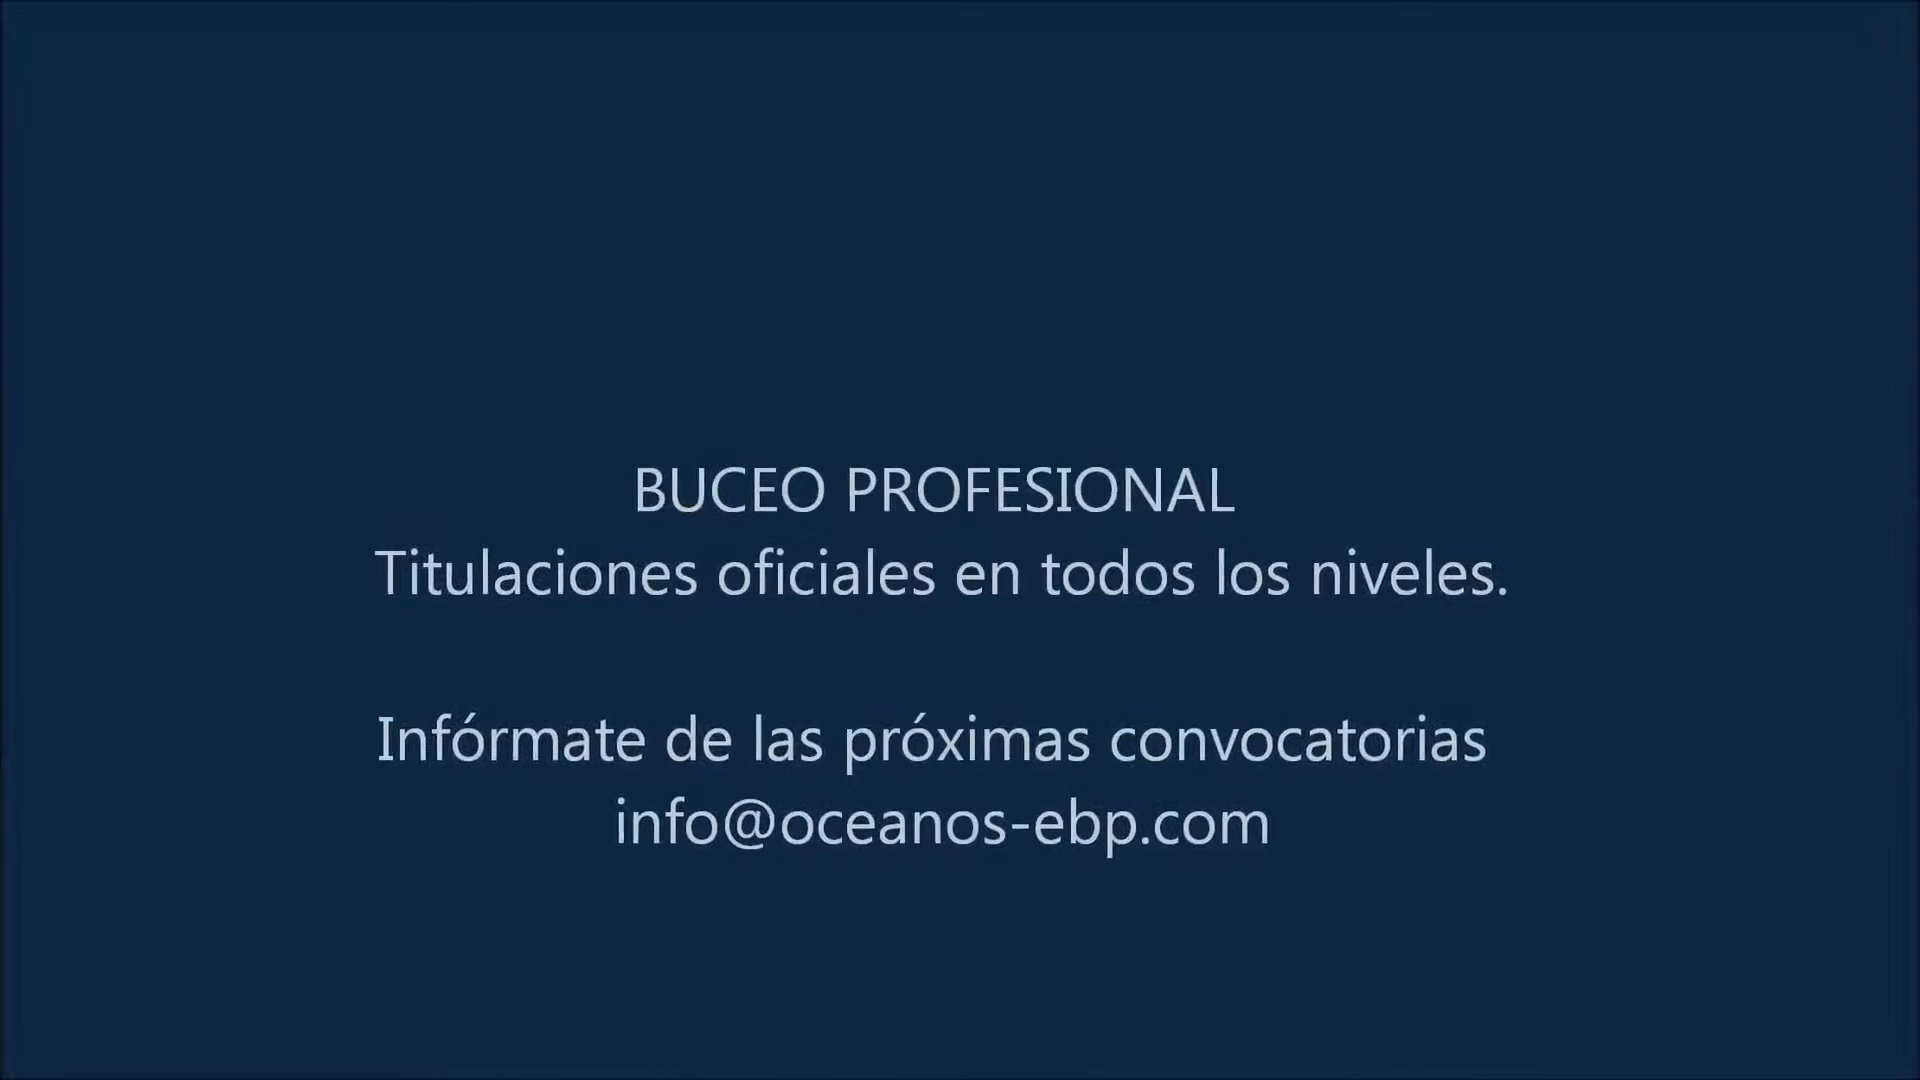 BUCEO PROFESIONAL
Titulaciones oficiales en todos los niveles.
Infórmate de las próximas convocatorias
info@oceanos-ebp.com